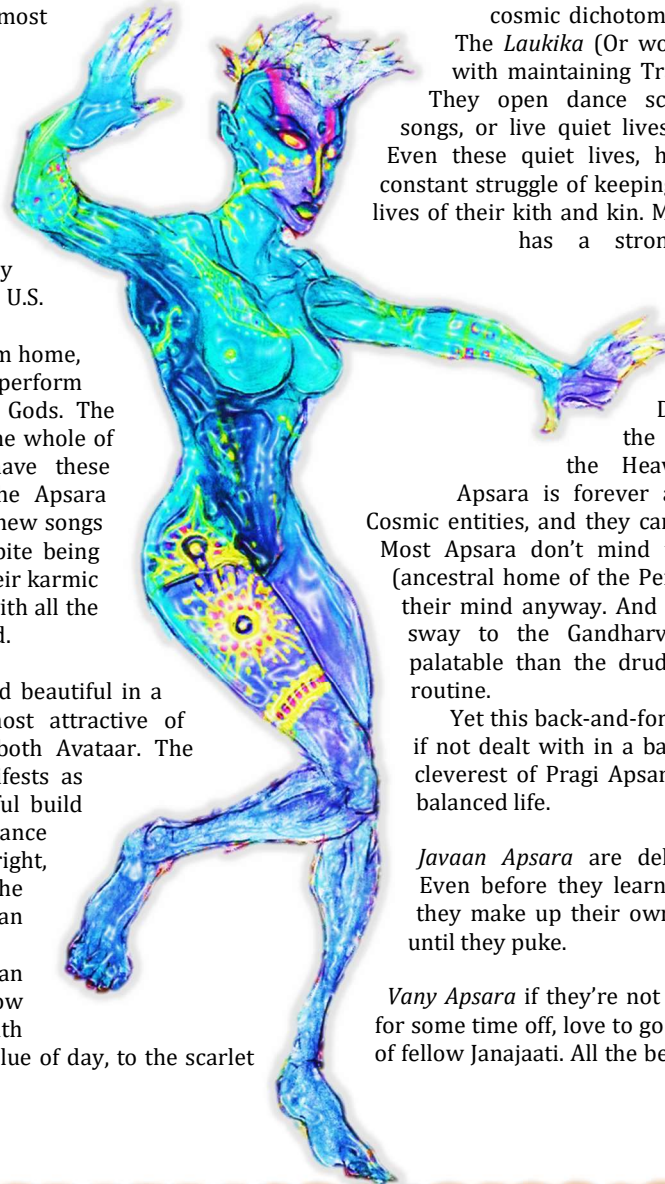 most
y
U.S.
m home,
perform
Gods. The
he whole of
ave these
he Apsara
new songs
pite being
eir karmic
ith all the
d.
d beautiful in a
nost attractive of
both Avataar. The
ifests as
ful build
ance
right,
he
an
an
ow
th
lue of day, to the scarlet
cosmic dichotom
The Laukika (Or wo
with maintaining Tr
They open dance sc
songs, or live quiet lives
Even these quiet lives, h
constant struggle of keeping
lives of their kith and kin. M
has a stron
D
the
the Heav
Apsara is forever a
Cosmic entities, and they ca
Most Apsara don’t mind t
(ancestral home of the Pe
their mind anyway. And
sway to the Gandharv
palatable than the drud
routine.
Yet this back-and-for
if not dealt with in a ba
cleverest of Pragi Apsar
balanced life.
Javaan Apsara are del
Even before they learn
they make up their own
until they puke.
Vany Apsara if they’re not
for some time off, love to go
of fellow Janajaati. All the be